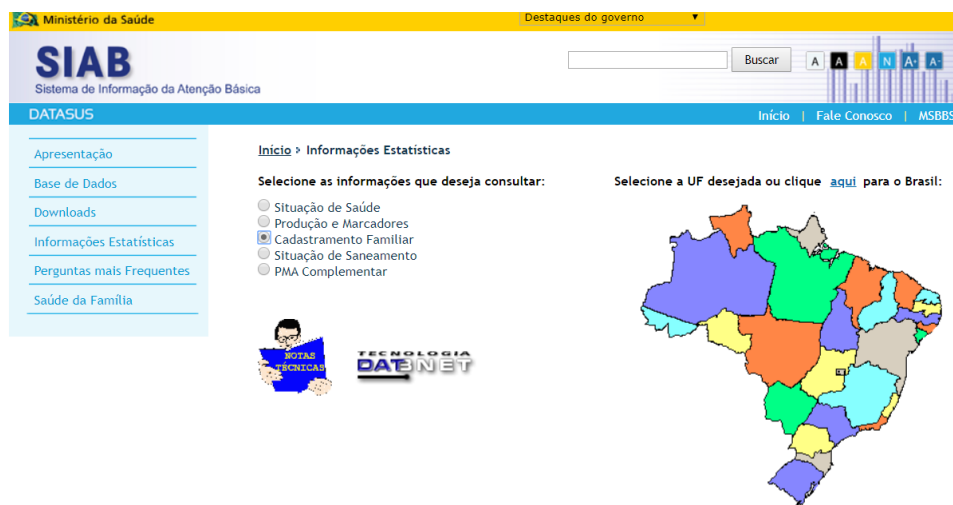 Ministério da Saúde
Destaques do governo
SIAB
Sistema de Informação da Atenção Básica
Buscar
A A A N A+ A-
DATASUS
Início | Fale Conosco | MSBBS
Apresentação
Base de Dados
Downloads
Informações Estatísticas
Perguntas mais Frequentes
Saúde da Família
Início > Informações Estatísticas
Selecione as informações que deseja consultar:
Situação de Saúde
Produção e Marcadores
Cadastramento Familiar
Situação de Saneamento
PMA Complementar
NOTAS
TÉCNICAS
TECNOLOGIA
DATBNET
Selecione a UF desejada ou clique aqui para o Brasil: